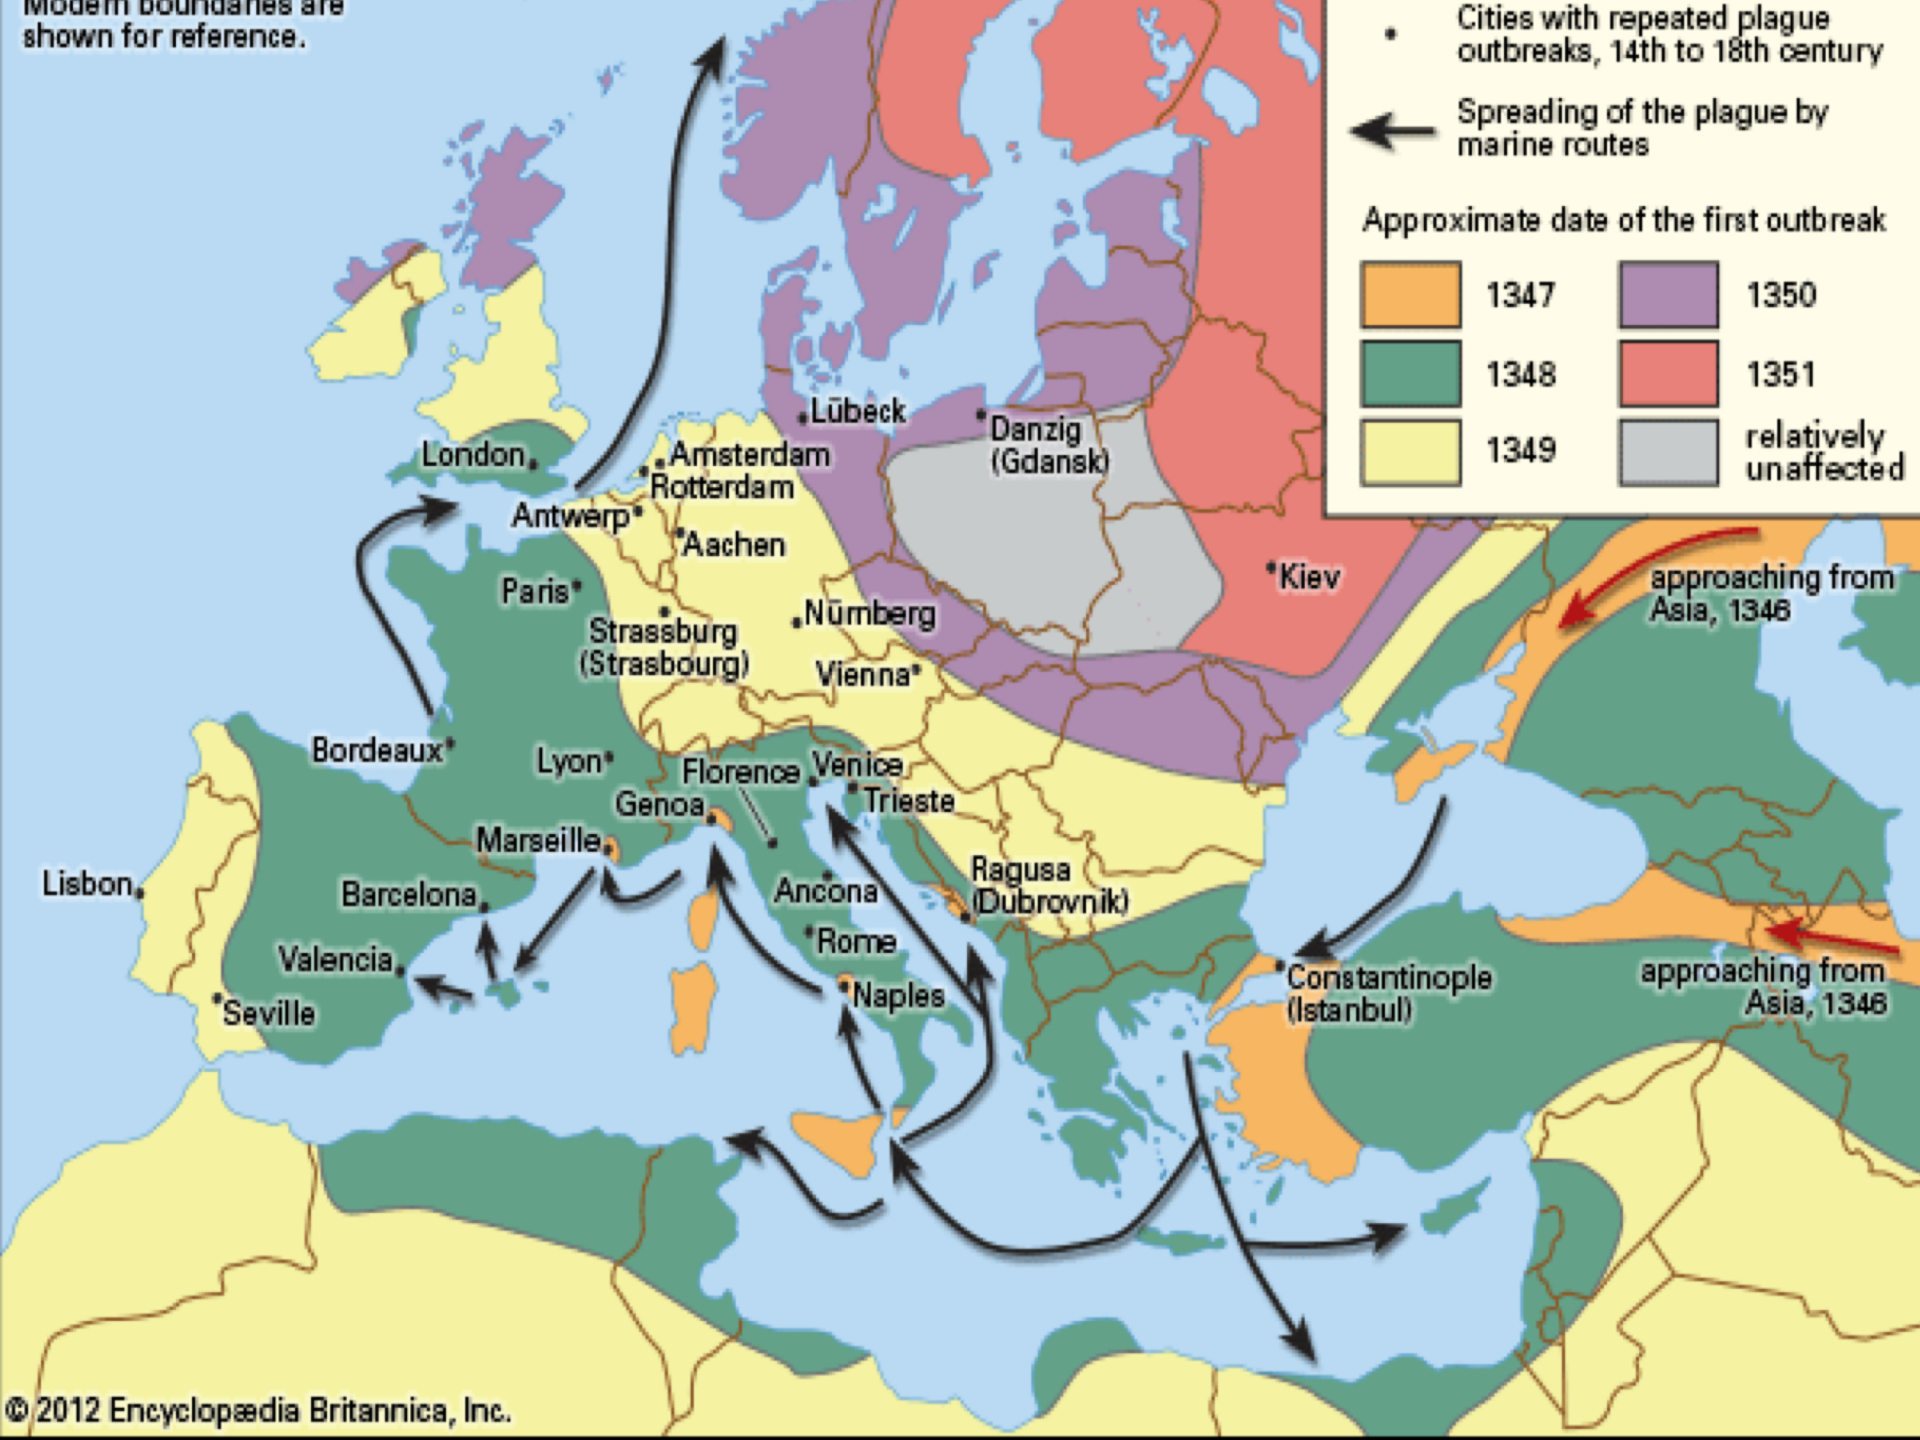 Modern boundaries are
shown for reference.
Cities with repeated plague
outbreaks, 14th to 18th century
Spreading of the plague by
marine routes
Approximate date of the first outbreak
1347
1350
1348
1351
1349
relatively
unaffected
Lübeck
Danzig
(Gdansk)
London
Amsterdam
Rotterdam
Antwerp
Aachen
Paris
Kiev
approaching from
Asia, 1346
Nürnberg
Strassburg
(Strasbourg)
Vienna
Bordeaux
Lyon
Florence
Venice
Genoa
Trieste
Marseille
Lisbon
Barcelona
Ancona
Ragusa
(Dubrovnik)
Rome
Valencia
Naples
Seville
Constantinople
(Istanbul)
approaching from
Asia, 1346
© 2012 Encyclopædia Britannica, Inc.